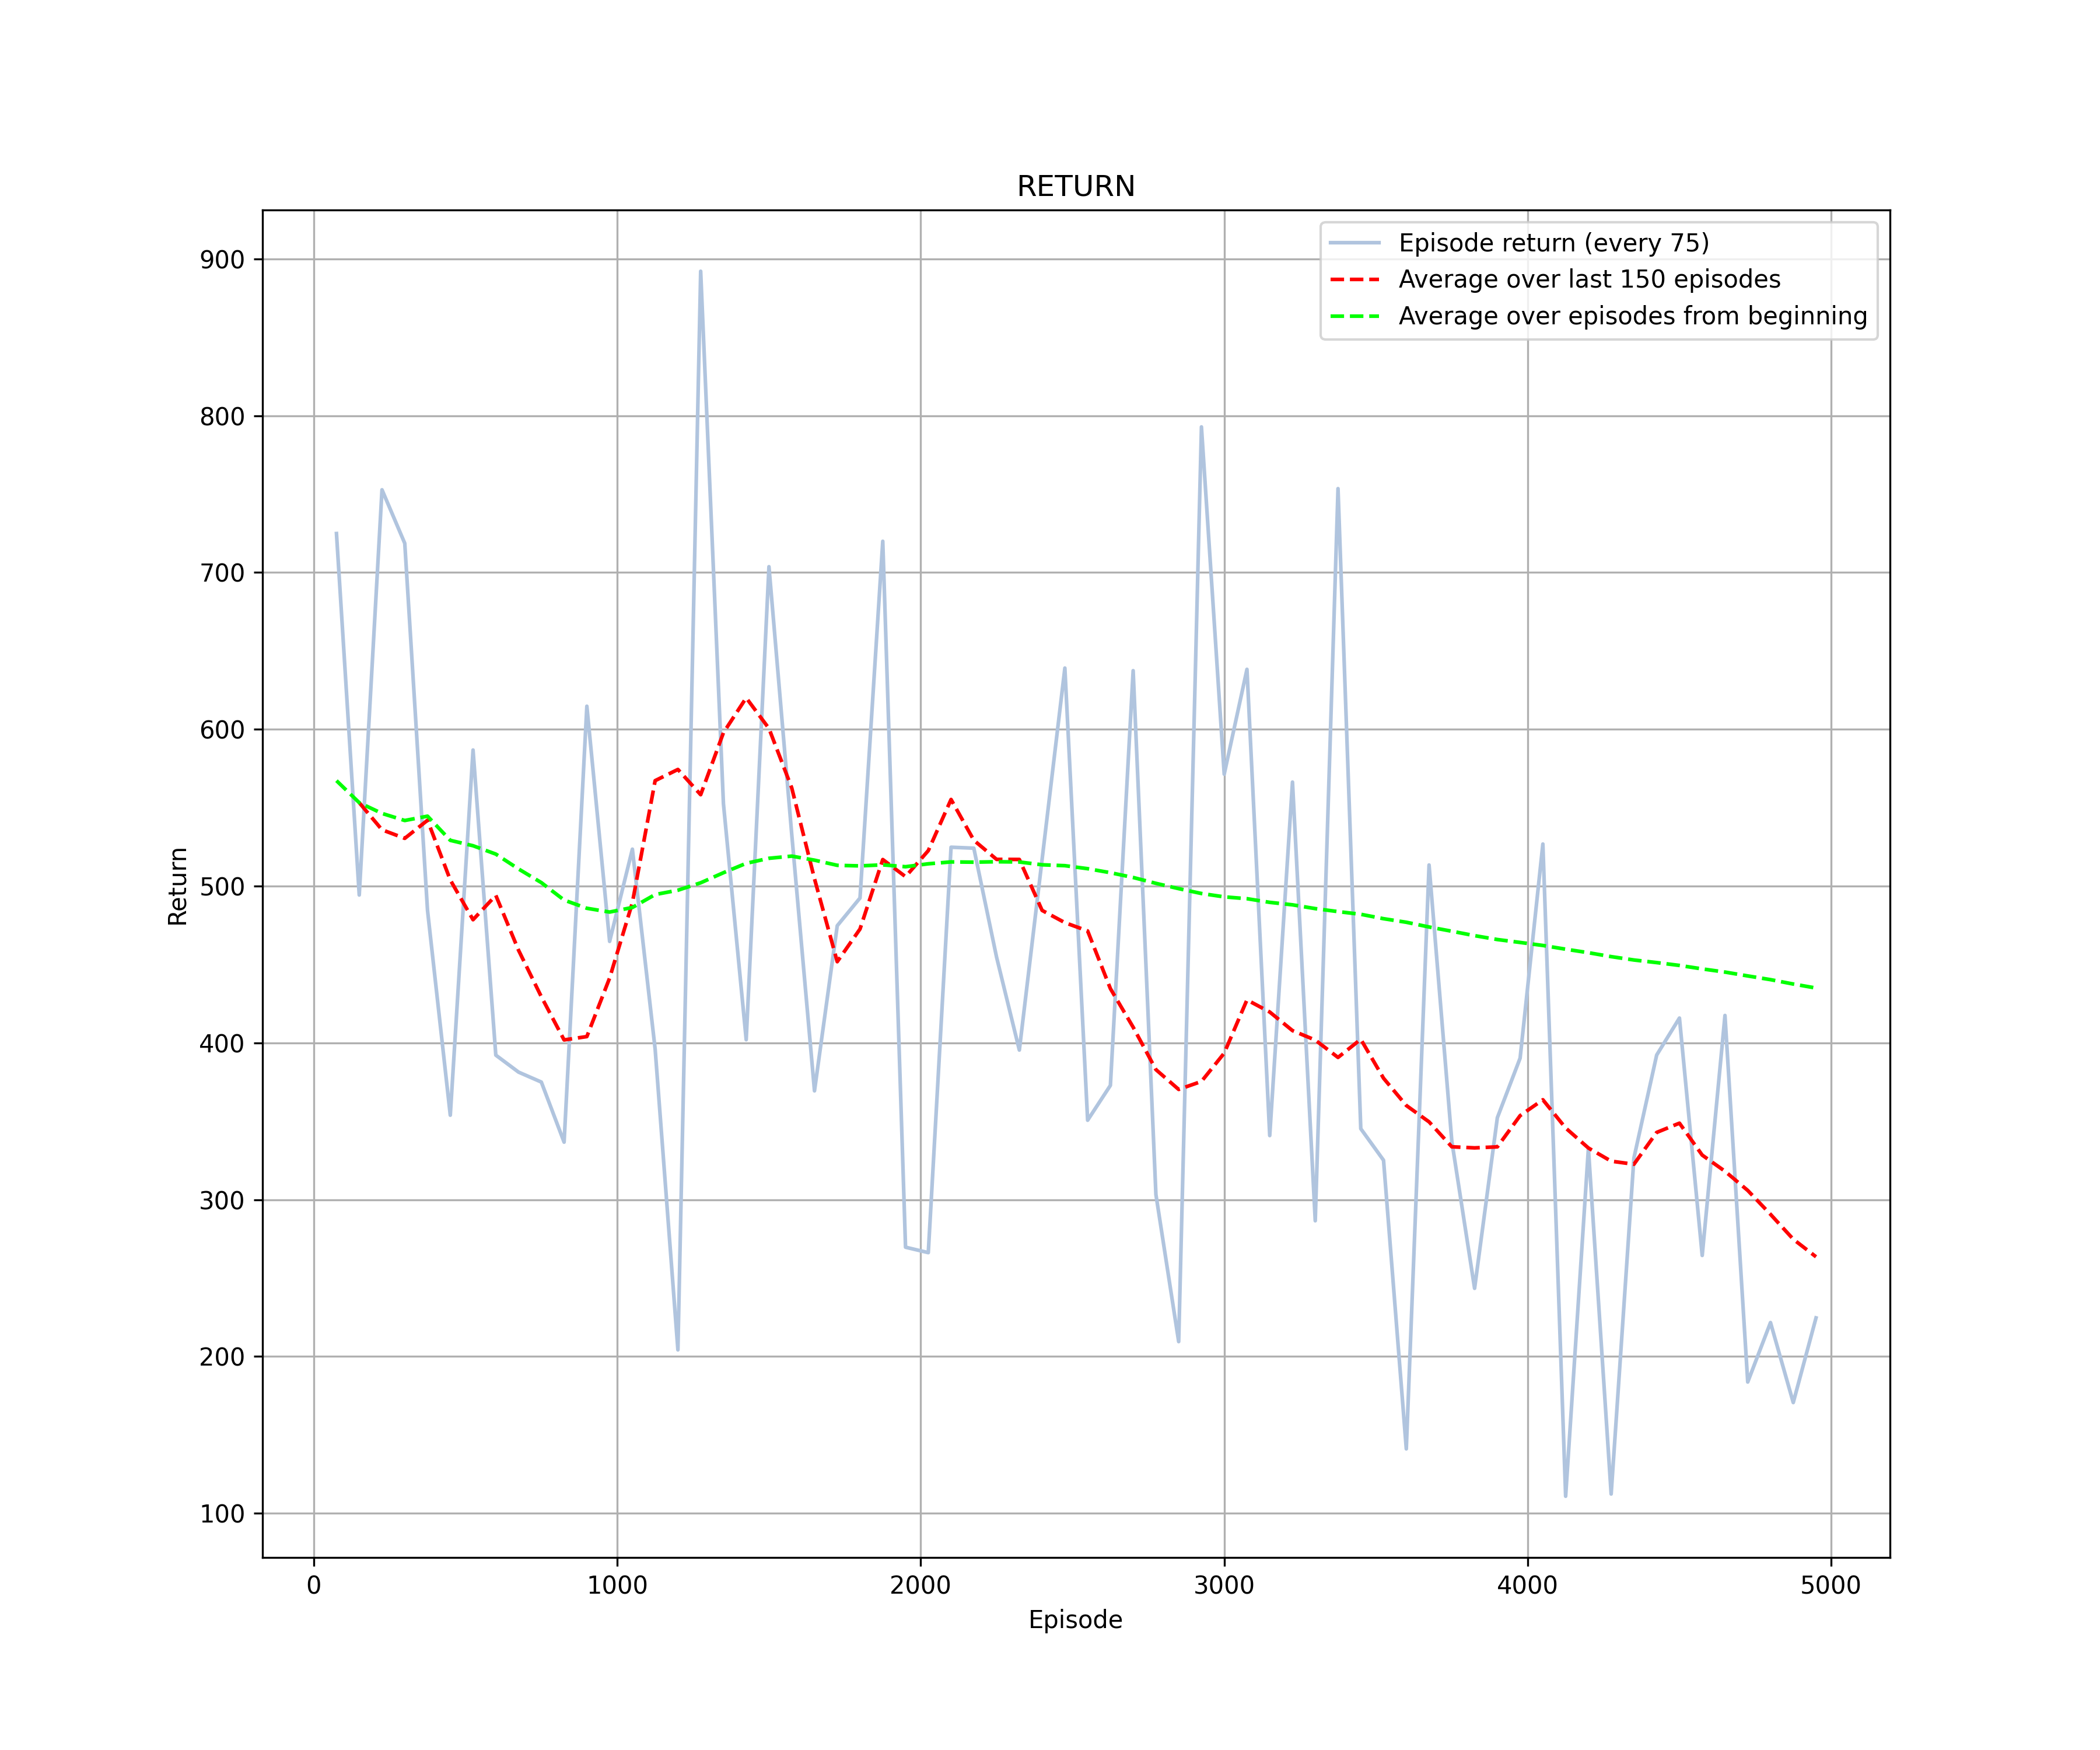 RETURN
Episode return (every 75)
Average over last 150 episodes
Average over episodes from beginning
900
800
700
600
500
400
300
200
100
Return
0 1000 2000 3000 4000 5000
Episode